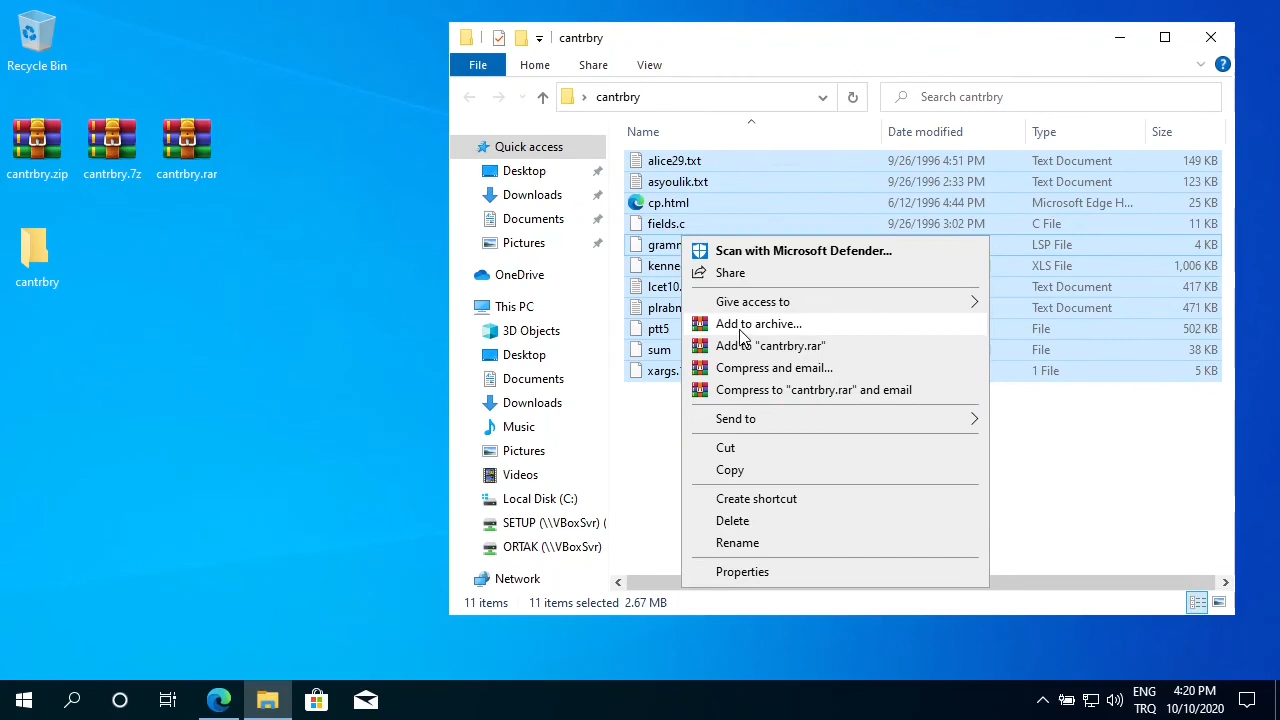 Recycle Bin
cantrbry.zip
cantrbry.7z
cantrbry.rar
cantrbry
cantrbry
File
Home
Share
View
cantrbry
Search cantrbry
Name
Date modified
Type
Size
Quick access
Desktop
Downloads
Documents
Pictures
OneDrive
This PC
3D Objects
Desktop
Documents
Downloads
Music
Pictures
Videos
Local Disk (C:)
SETUP (\\VBoxSvr) (
ORTAK (\\VBoxSvr)
Network
alice29.txt 9/26/1996 4:51 PM Text Document 149 KB
asyoulik.txt 9/26/1996 2:33 PM Text Document 123 KB
cp.html 6/12/1996 4:44 PM Microsoft Edge H... 25 KB
fields.c 9/26/1996 3:02 PM C File 11 KB
gramm LSP File 4 KB
kenne XLS File 1,006 KB
lcet10. Text Document 417 KB
plrabn Text Document 471 KB
ptt5 File 502 KB
sum File 38 KB
xargs. 1 File 5 KB
Scan with Microsoft Defender...
Share
Give access to
Add to archive...
Add to "cantrbry.rar"
Compress and email...
Compress to "cantrbry.rar" and email
Send to
Cut
Copy
Create shortcut
Delete
Rename
Properties
11 items 11 items selected 2.67 MB
ENG
TRQ
4:20 PM
10/10/2020